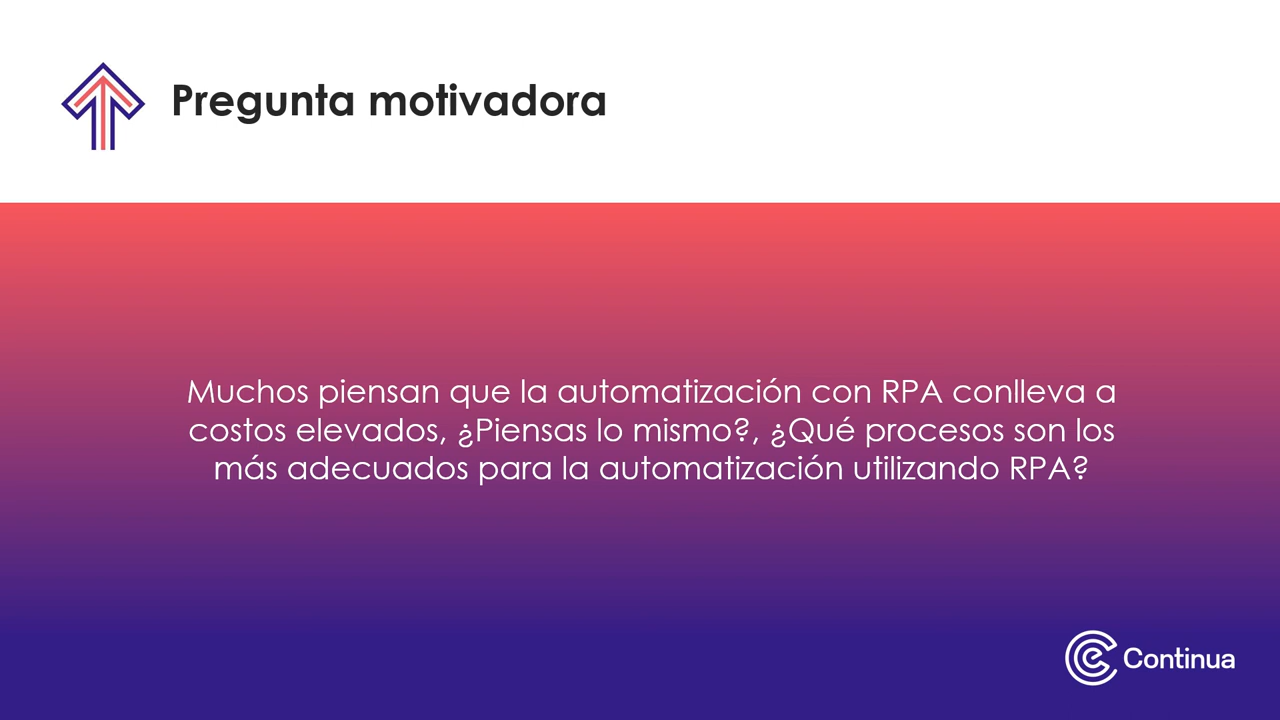 Pregunta motivadora
Muchos piensan que la automatización con RPA conlleva a
costos elevados, ¿Piensas lo mismo?, ¿Qué procesos son los
más adecuados para la automatización utilizando RPA?
Continua